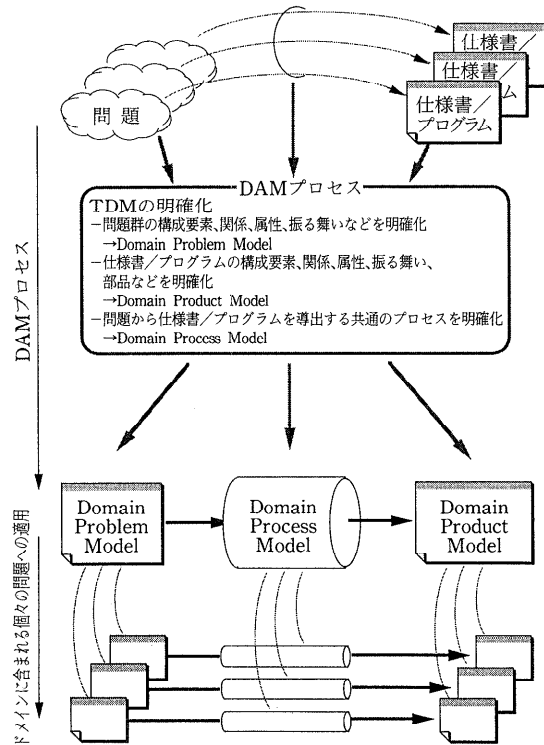 仕様書／
仕様書／
ム
仕様書／
プログラム
問 題
DAMプロセス
TDMの明確化
－問題群の構成要素、関係、属性、振る舞いなどを明確化
→Domain Problem Model
－仕様書／プログラムの構成要素、関係、属性、振る舞い、
部品などを明確化
→Domain Product Model
－問題から仕様書／プログラムを導出する共通のプロセスを明確化
→Domain Process Model
DAMプロセス
Domain
Problem
Model
Domain
Process
Model
Domain
Product
Model
ドメインに含まれる個々の問題への適用